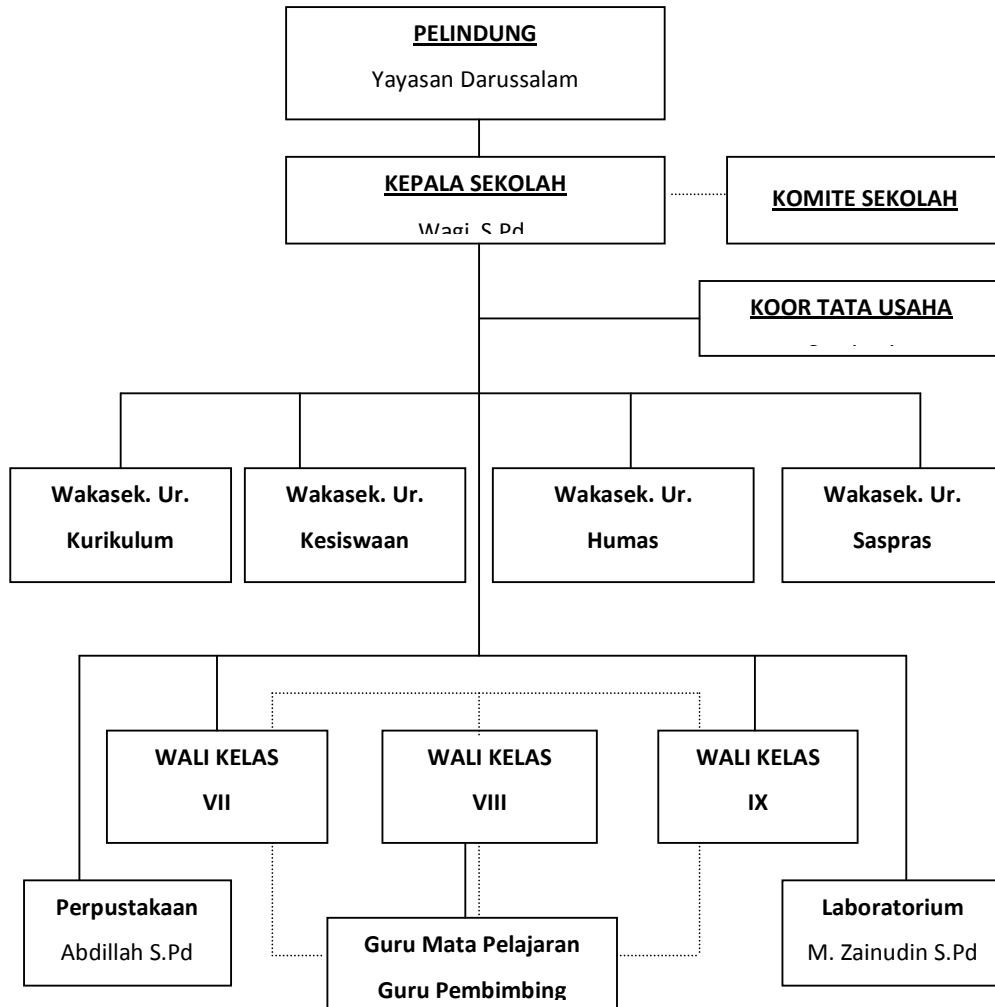 PELINDUNG
Yayasan Darussalam
KEPALA SEKOLAH
Wagi S.Pd
KOMITE SEKOLAH
KOOR TATA USAHA
Wakasek. Ur.
Kurikulum
Wakasek. Ur.
Kesiswaan
Wakasek. Ur.
Humas
Wakasek. Ur.
Saspras
WALI KELAS
VII
WALI KELAS
VIII
WALI KELAS
IX
Perpustakaan
Abdillah S.Pd
Guru Mata Pelajaran
Guru Pembimbing
Laboratorium
M. Zainudin S.Pd